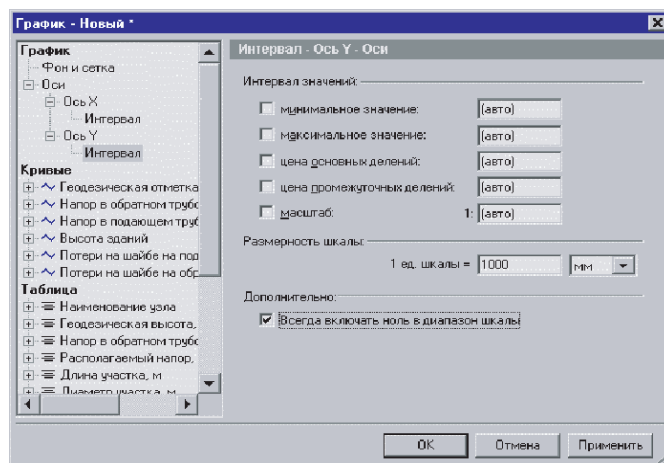 График - Новый *
График
Фон и сетка
Оси
Ось X
Интервал
Ось Y
Интервал
Кривые
Геодезическая отметка
Напор в обратном трубо
Напор в подающем труб
Высота зданий
Потери на шайбе на под
Потери на шайбе на обр
Таблица
Наименование узла
Геодезическая высота,
Напор в обратном трубо
Располагаемый напор,
Длина участка, м
Диаметр участка, м
Интервал - Ось Y - Оси
Интервал значений:
минимальное значение: (авто)
максимальное значение: (авто)
цена основных делений: (авто)
цена промежуточных делений: (авто)
масштаб: 1: (авто)
Размерность шкалы:
1 ед. шкалы = 1000 мм
Дополнительно:
Всегда включать ноль в диапазон шкалы
ОК Отмена Применить